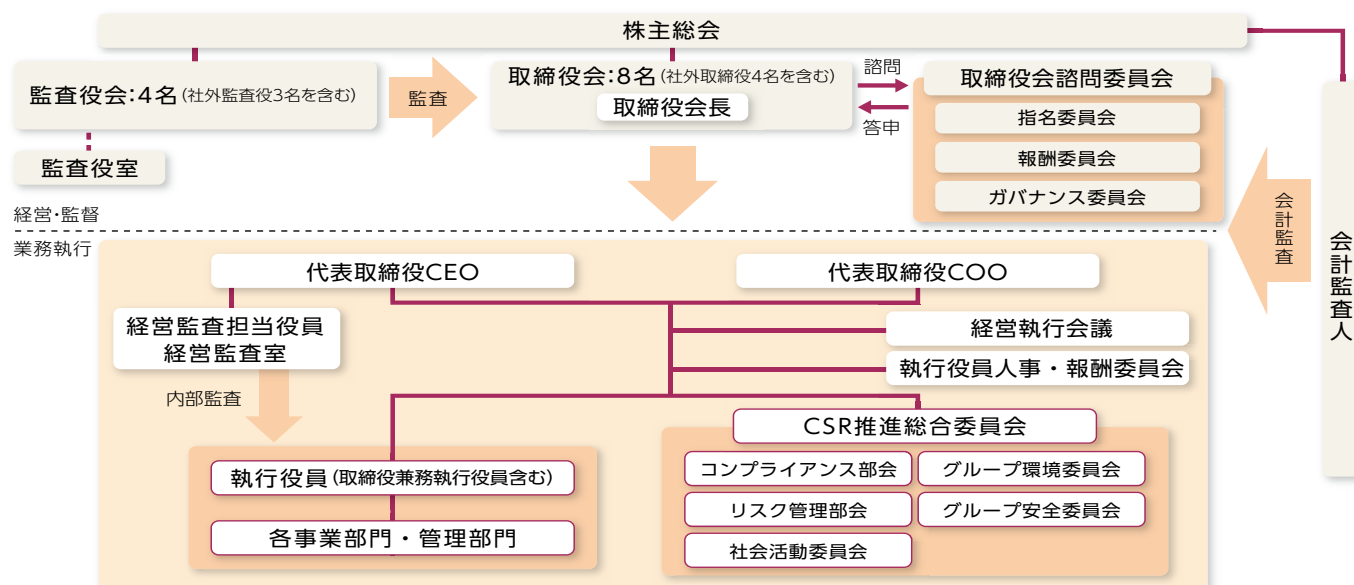 株主総会
監査役会:4名(社外監査役3名を含む)
監査
取締役会:8名(社外取締役4名を含む)
取締役会長
諮問
答申
取締役会諮問委員会
指名委員会
報酬委員会
ガバナンス委員会
監査役室
会計監査
会計監査人
経営・監督
業務執行
代表取締役CEO
代表取締役COO
経営監査担当役員
経営監査室
経営執行会議
執行役員人事・報酬委員会
内部監査
CSR推進総合委員会
執行役員(取締役兼務執行役員含む)
各事業部門・管理部門
コンプライアンス部会
グループ環境委員会
リスク管理部会
グループ安全委員会
社会活動委員会